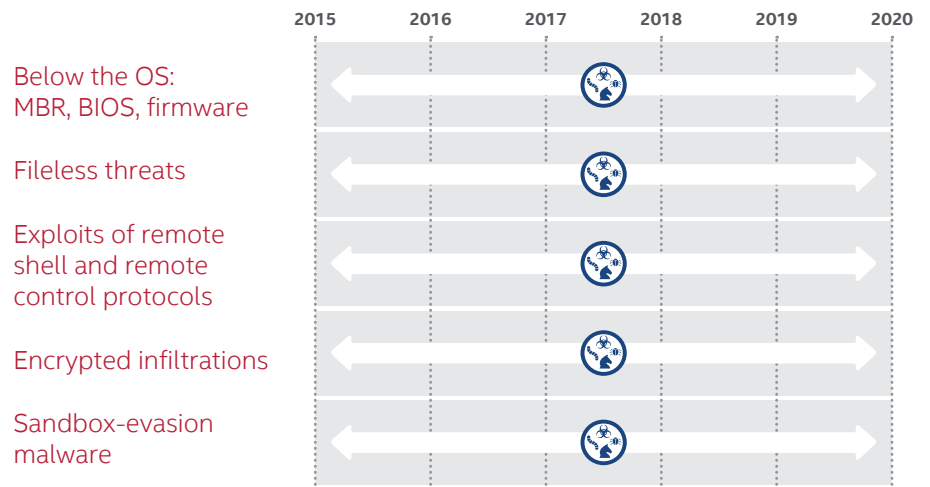 2015 2016 2017 2018 2019 2020
Below the OS:
MBR, BIOS, firmware
Fileless threats
Exploits of remote
shell and remote
control protocols
Encrypted infiltrations
Sandbox-evasion
malware